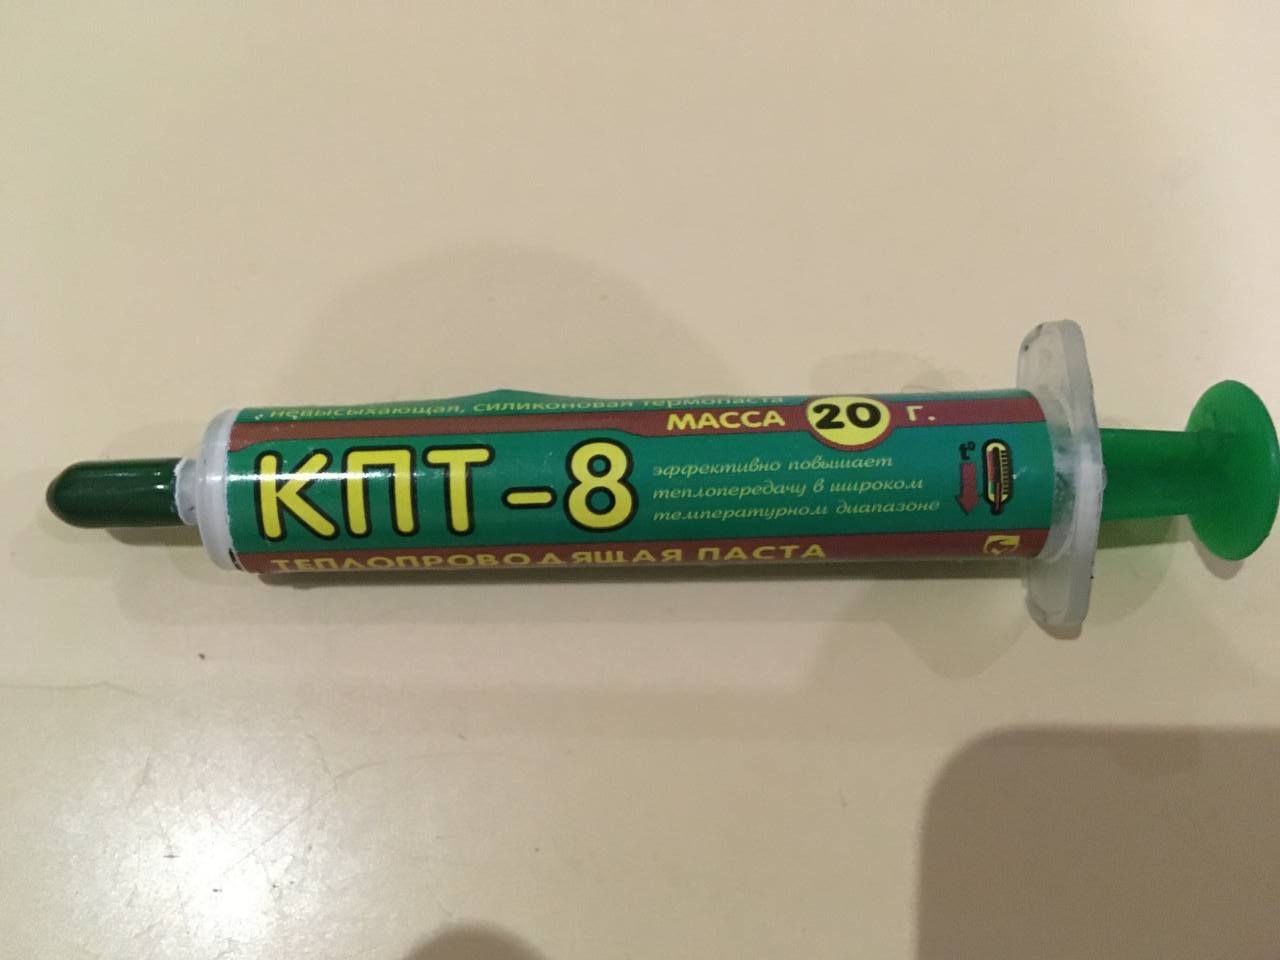 невысыхающая, силиконовая термопаста
МАССА 20 г.
КПТ-8
эффективно повышает
теплопередачу в широком
температурном диапазоне
t°
ТЕПЛОПРОВОДЯЩАЯ ПАСТА